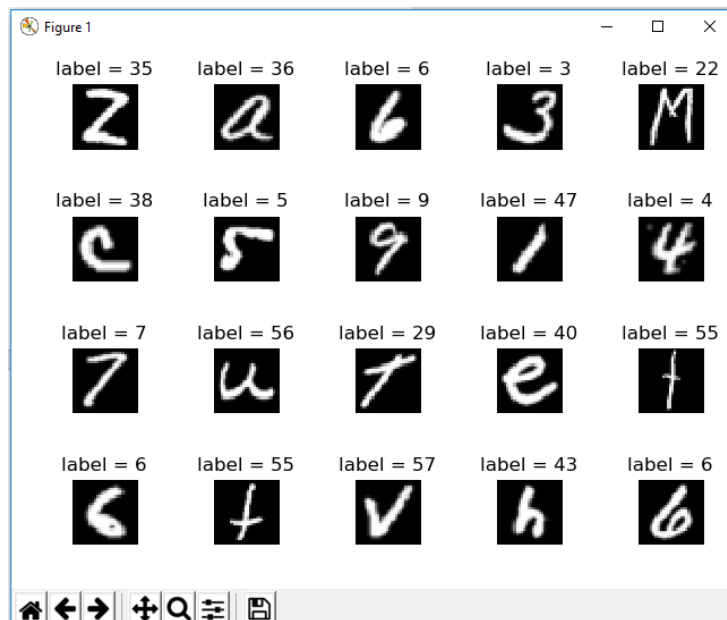 Figure 1
label = 35 label = 36 label = 6 label = 3 label = 22
Z a 6 3 M
label = 38 label = 5 label = 9 label = 47 label = 4
c 5 9 l 4
label = 7 label = 56 label = 29 label = 40 label = 55
7 u T e t
label = 6 label = 55 label = 57 label = 43 label = 6
6 t v h 6